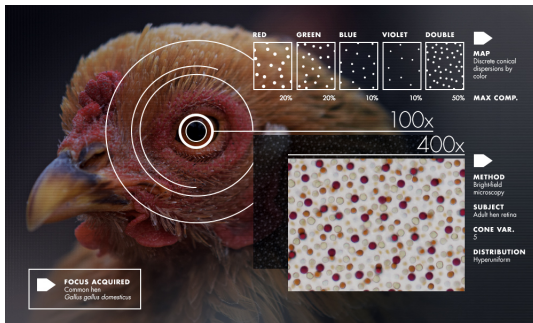 RED GREEN BLUE VIOLET DOUBLE
MAP
Discrete conical
dispersions by
color
20% 20% 10% 10% 50% MAX COMP.
100x
400x
METHOD
Brightfield
microscopy
SUBJECT
Adult hen retina
CONE VAR.
5
DISTRIBUTION
Hyperuniform
FOCUS ACQUIRED
Common hen
Gallus gallus domesticus